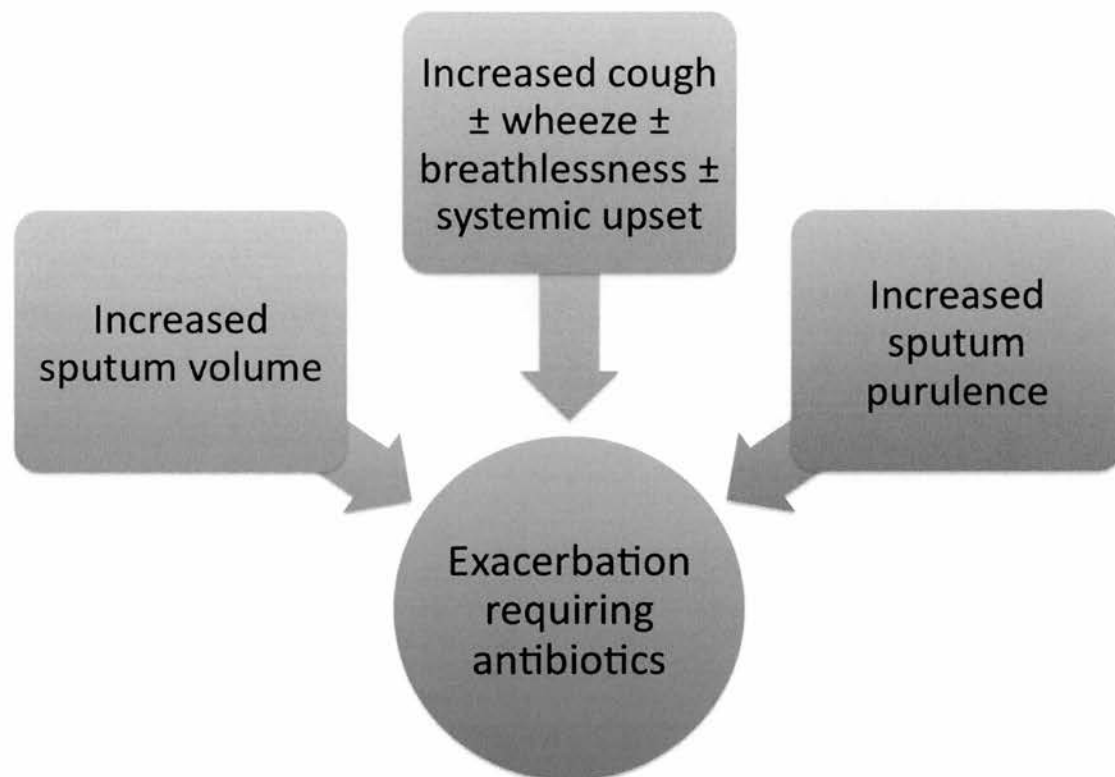 Increased cough
± wheeze ±
breathlessness ±
systemic upset
Increased
sputum volume
Increased
sputum
purulence
Exacerbation
requiring
antibiotics